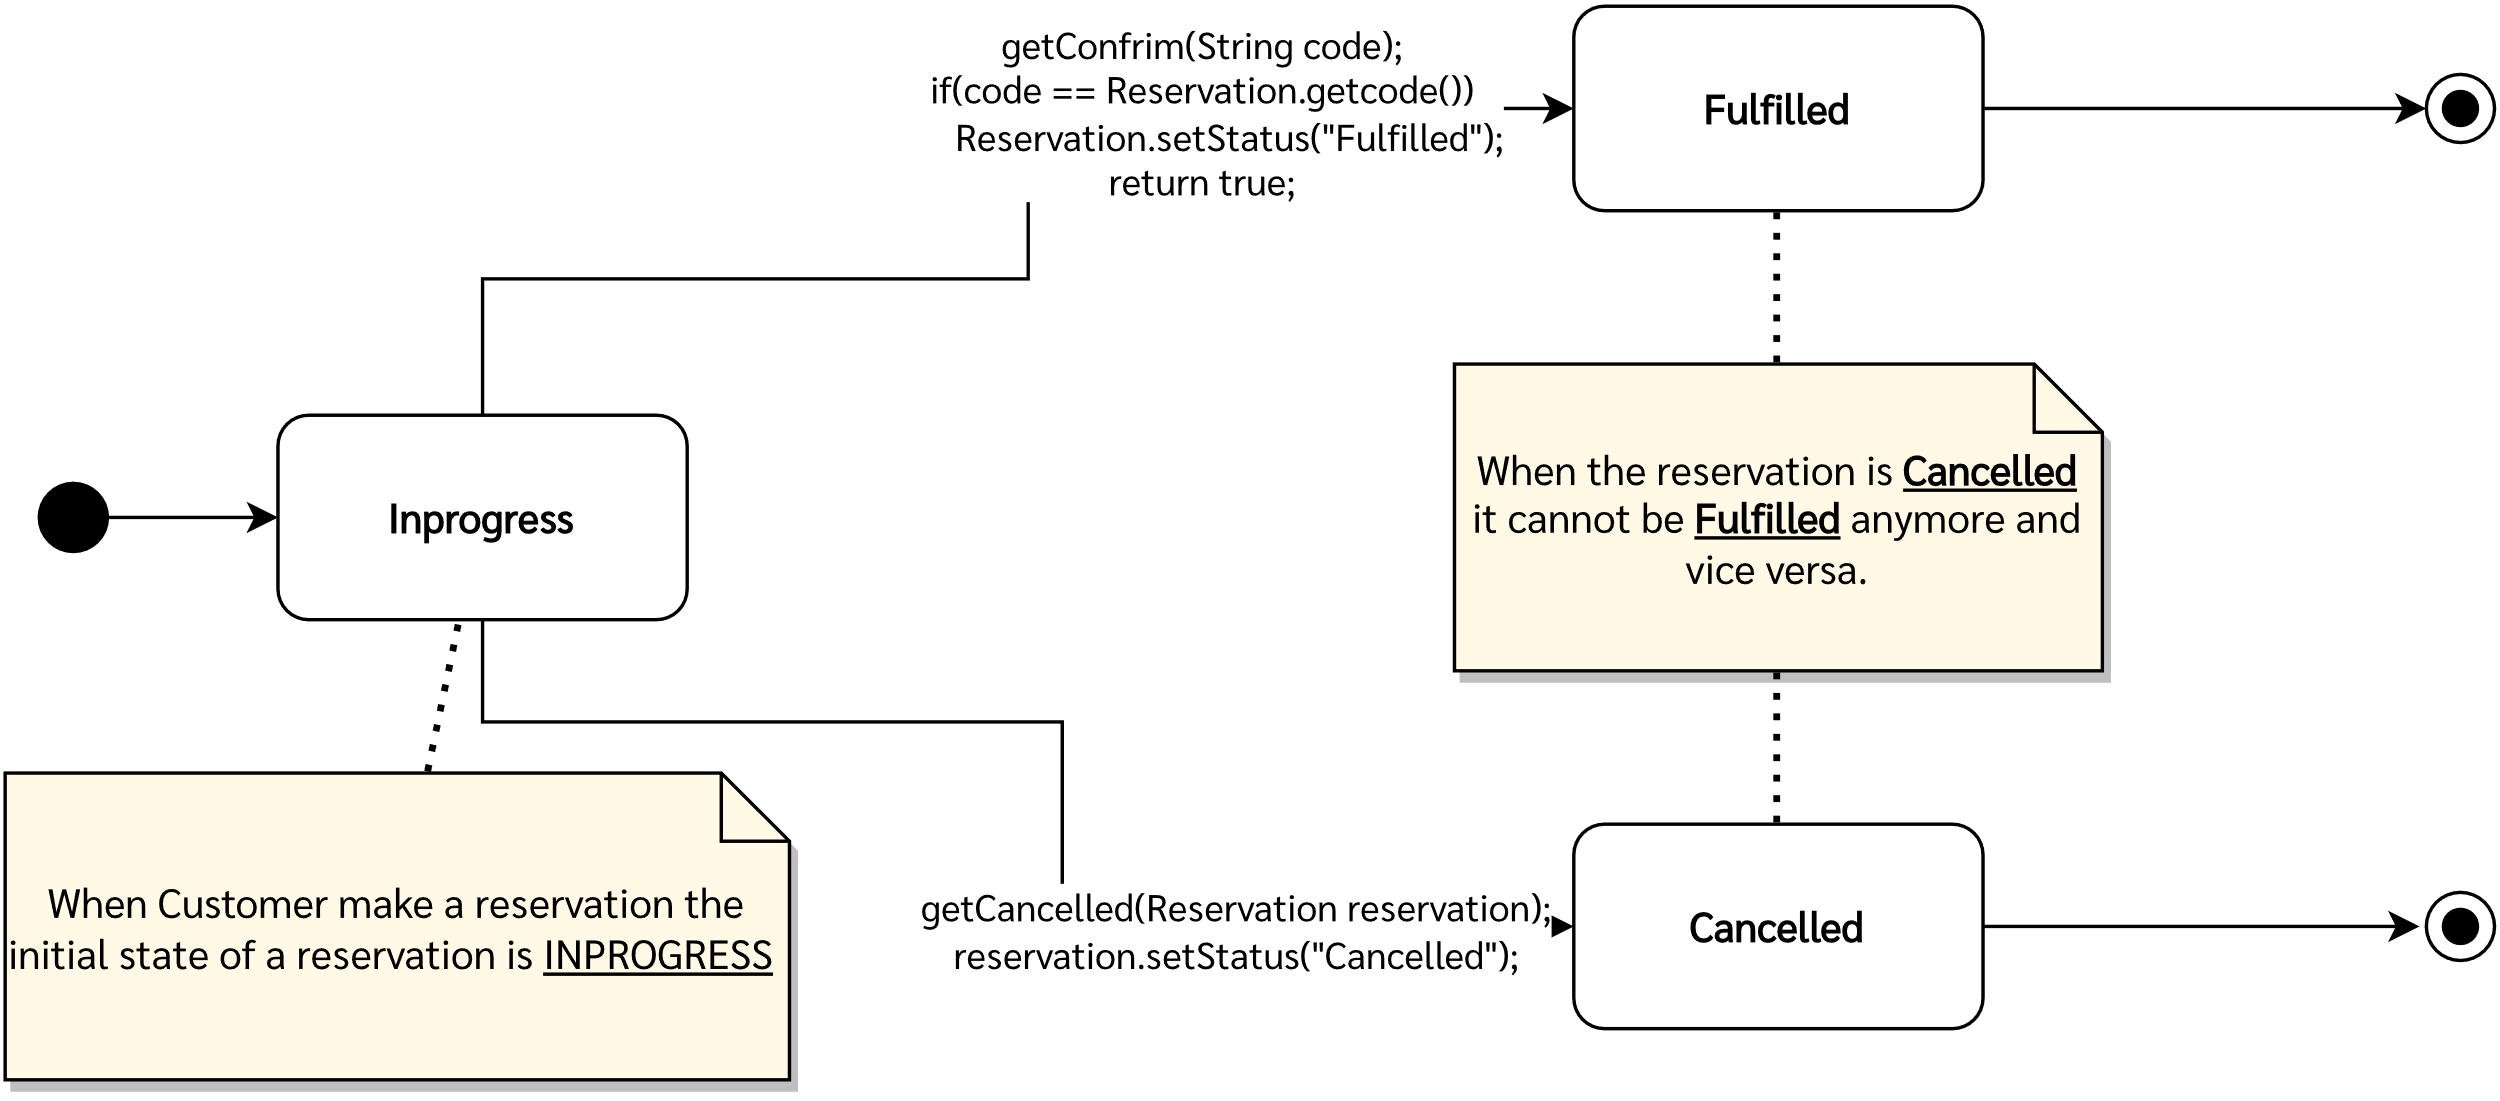 getConfrim(String code);
if(code == Reservation.getcode())
Reservation.setStatus("Fulfilled");
return true;
Fulfilled
Inprogress
When the reservation is Cancelled
it cannot be Fulfilled anymore and
vice versa.
When Customer make a reservation the
initial state of a reservation is INPROGRESS
getCancelled(Reservation reservation);
reservation.setStatus("Cancelled");
Cancelled